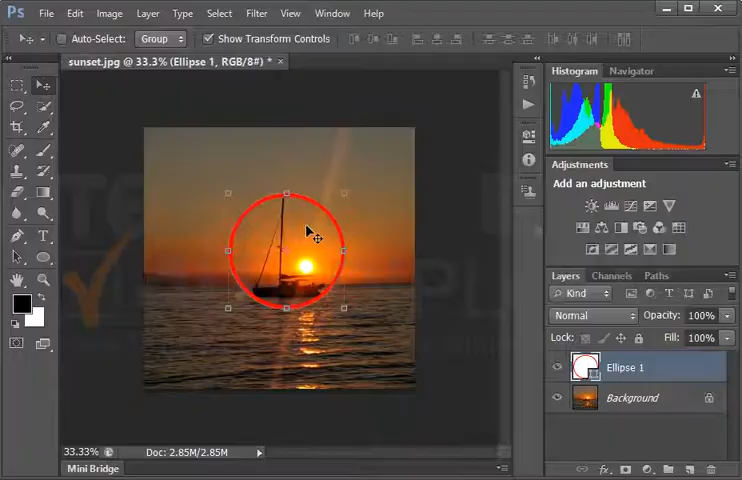 Ps File Edit Image Layer Type Select Filter View Window Help
Auto-Select: Group Show Transform Controls
sunset.jpg @ 33.3% (Ellipse 1, RGB/8#) * ×
Histogram Navigator
Adjustments
Add an adjustment
Layers Channels Paths
Kind
Normal Opacity: 100%
Lock: Fill: 100%
Ellipse 1
Background
33.33% Doc: 2.85M/2.85M
Mini Bridge